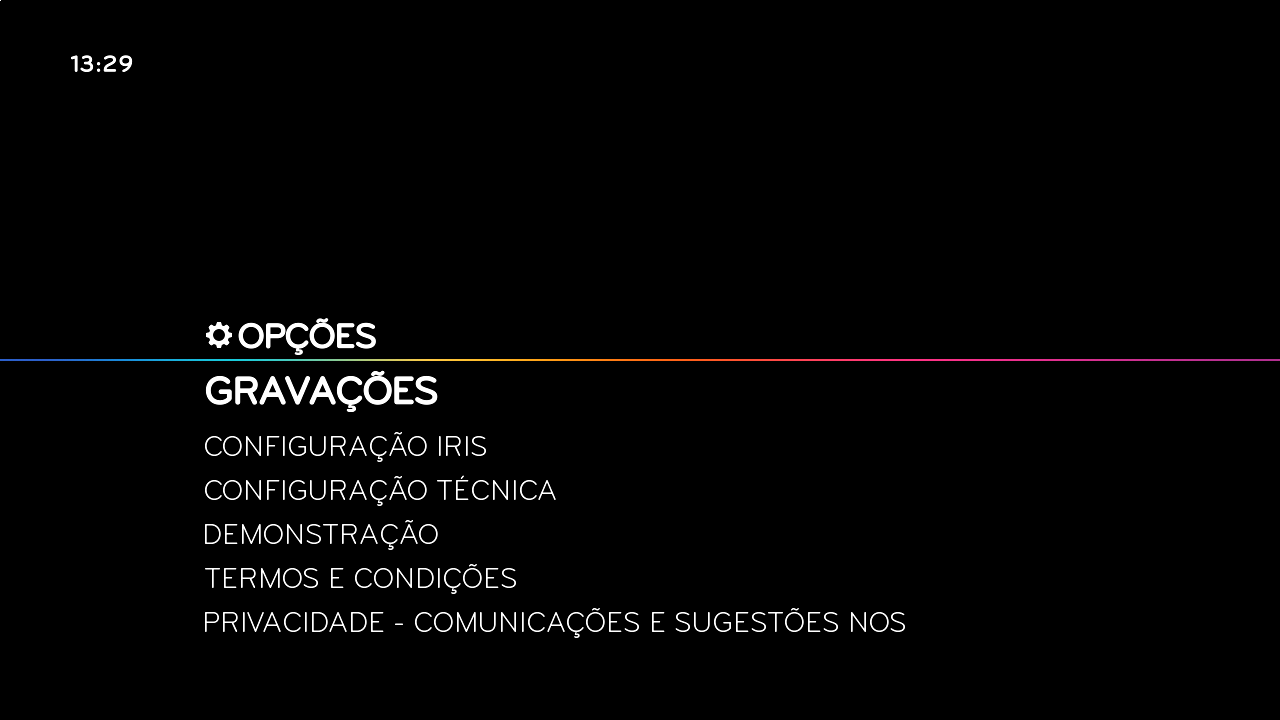 13:29
OPÇÕES
GRAVAÇÕES
CONFIGURAÇÃO IRIS
CONFIGURAÇÃO TÉCNICA
DEMONSTRAÇÃO
TERMOS E CONDIÇÕES
PRIVACIDADE - COMUNICAÇÕES E SUGESTÕES NOS